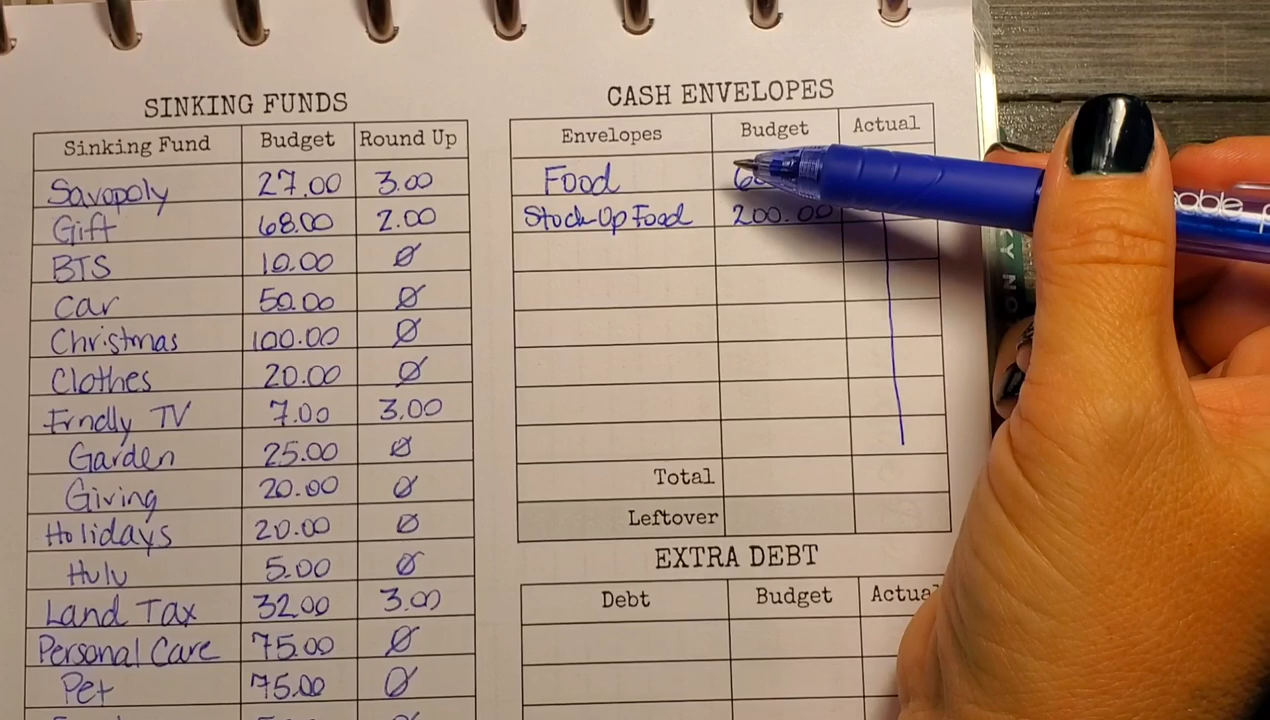 SINKING FUNDS
Sinking Fund Budget Round Up
Savopoly 27.00 3.00
Gift 68.00 2.00
BTS 10.00 Ø
Car 50.00 Ø
Christmas 100.00 Ø
Clothes 20.00 Ø
Frndly TV 7.00 3.00
Garden 25.00 Ø
Giving 20.00 Ø
Holidays 20.00 Ø
Hulu 5.00 Ø
Land Tax 32.00 3.00
Personal Care 75.00 Ø
Pet 75.00 Ø
CASH ENVELOPES
Envelopes Budget Actual
Food
Stock Up Food 200.00
Total
Leftover
EXTRA DEBT
Debt Budget Actual